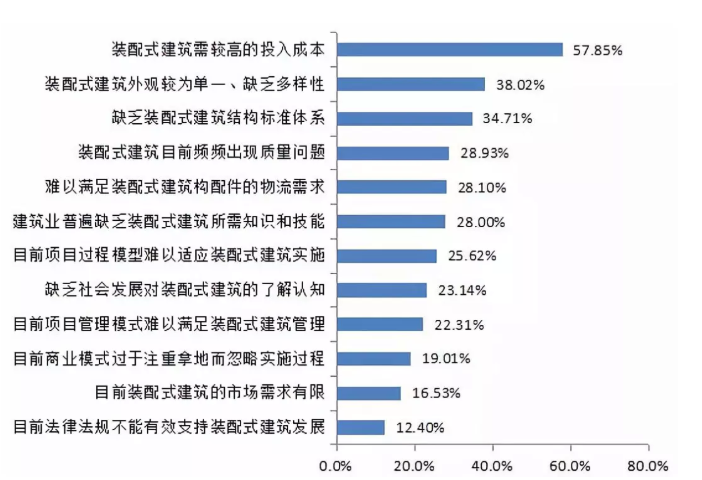 装配式建筑需较高的投入成本 57.85%
装配式建筑外观较为单一、缺乏多样性 38.02%
缺乏装配式建筑结构标准体系 34.71%
装配式建筑目前频频出现质量问题 28.93%
难以满足装配式建筑构配件的物流需求 28.10%
建筑业普遍缺乏装配式建筑所需知识和技能 28.00%
目前项目过程模型难以适应装配式建筑实施 25.62%
缺乏社会发展对装配式建筑的了解认知 23.14%
目前项目管理模式难以满足装配式建筑管理 22.31%
目前商业模式过于注重拿地而忽略实施过程 19.01%
目前装配式建筑的市场需求有限 16.53%
目前法律法规不能有效支持装配式建筑发展 12.40%
0.0% 20.0% 40.0% 60.0% 80.0%